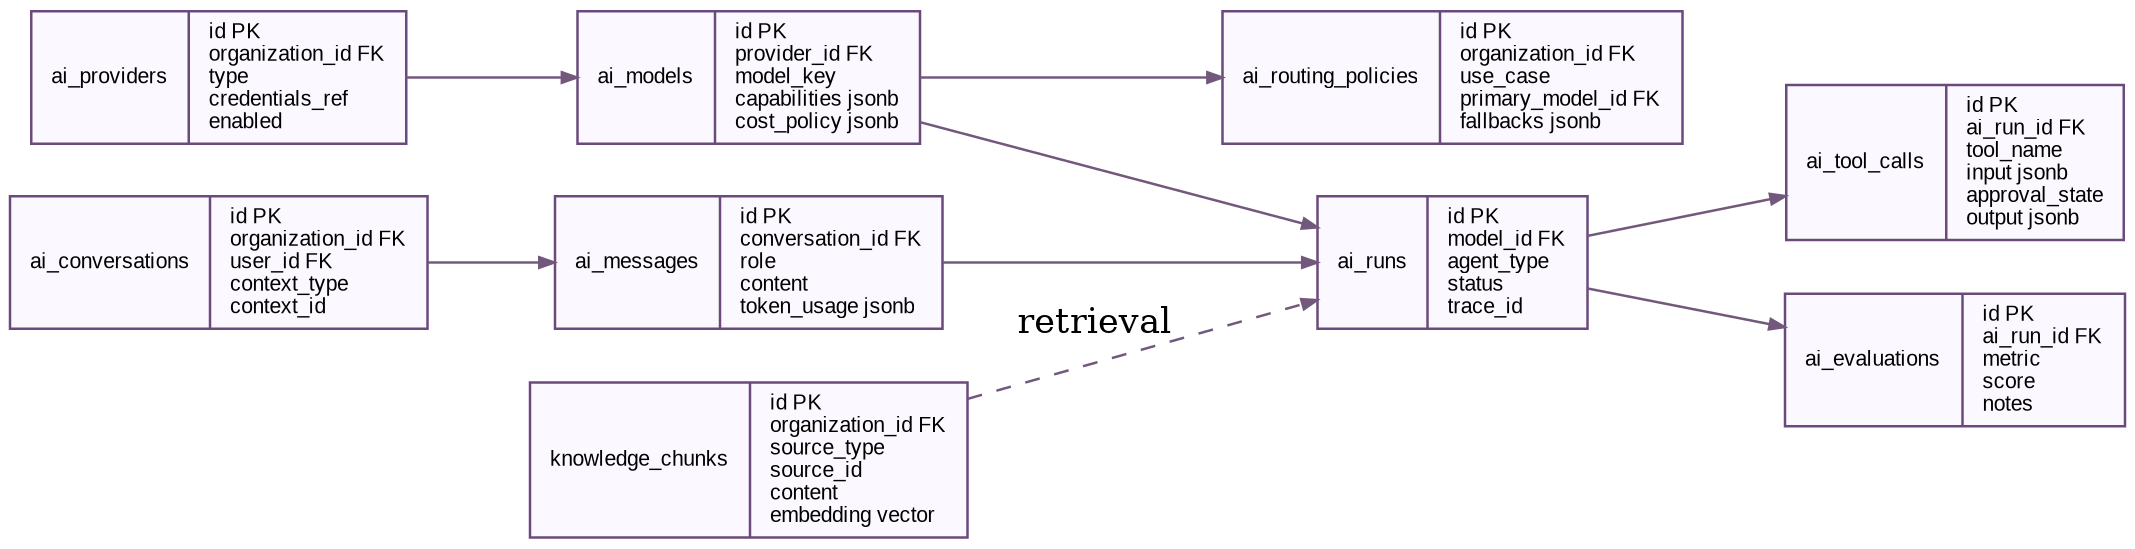 ai_providers
id PK
organization_id FK
type
credentials_ref
enabled
ai_models
id PK
provider_id FK
model_key
capabilities jsonb
cost_policy jsonb
ai_routing_policies
id PK
organization_id FK
use_case
primary_model_id FK
fallbacks jsonb
ai_conversations
id PK
organization_id FK
user_id FK
context_type
context_id
ai_messages
id PK
conversation_id FK
role
content
token_usage jsonb
ai_runs
id PK
model_id FK
agent_type
status
trace_id
ai_tool_calls
id PK
ai_run_id FK
tool_name
input jsonb
approval_state
output jsonb
ai_evaluations
id PK
ai_run_id FK
metric
score
notes
retrieval
knowledge_chunks
id PK
organization_id FK
source_type
source_id
content
embedding vector